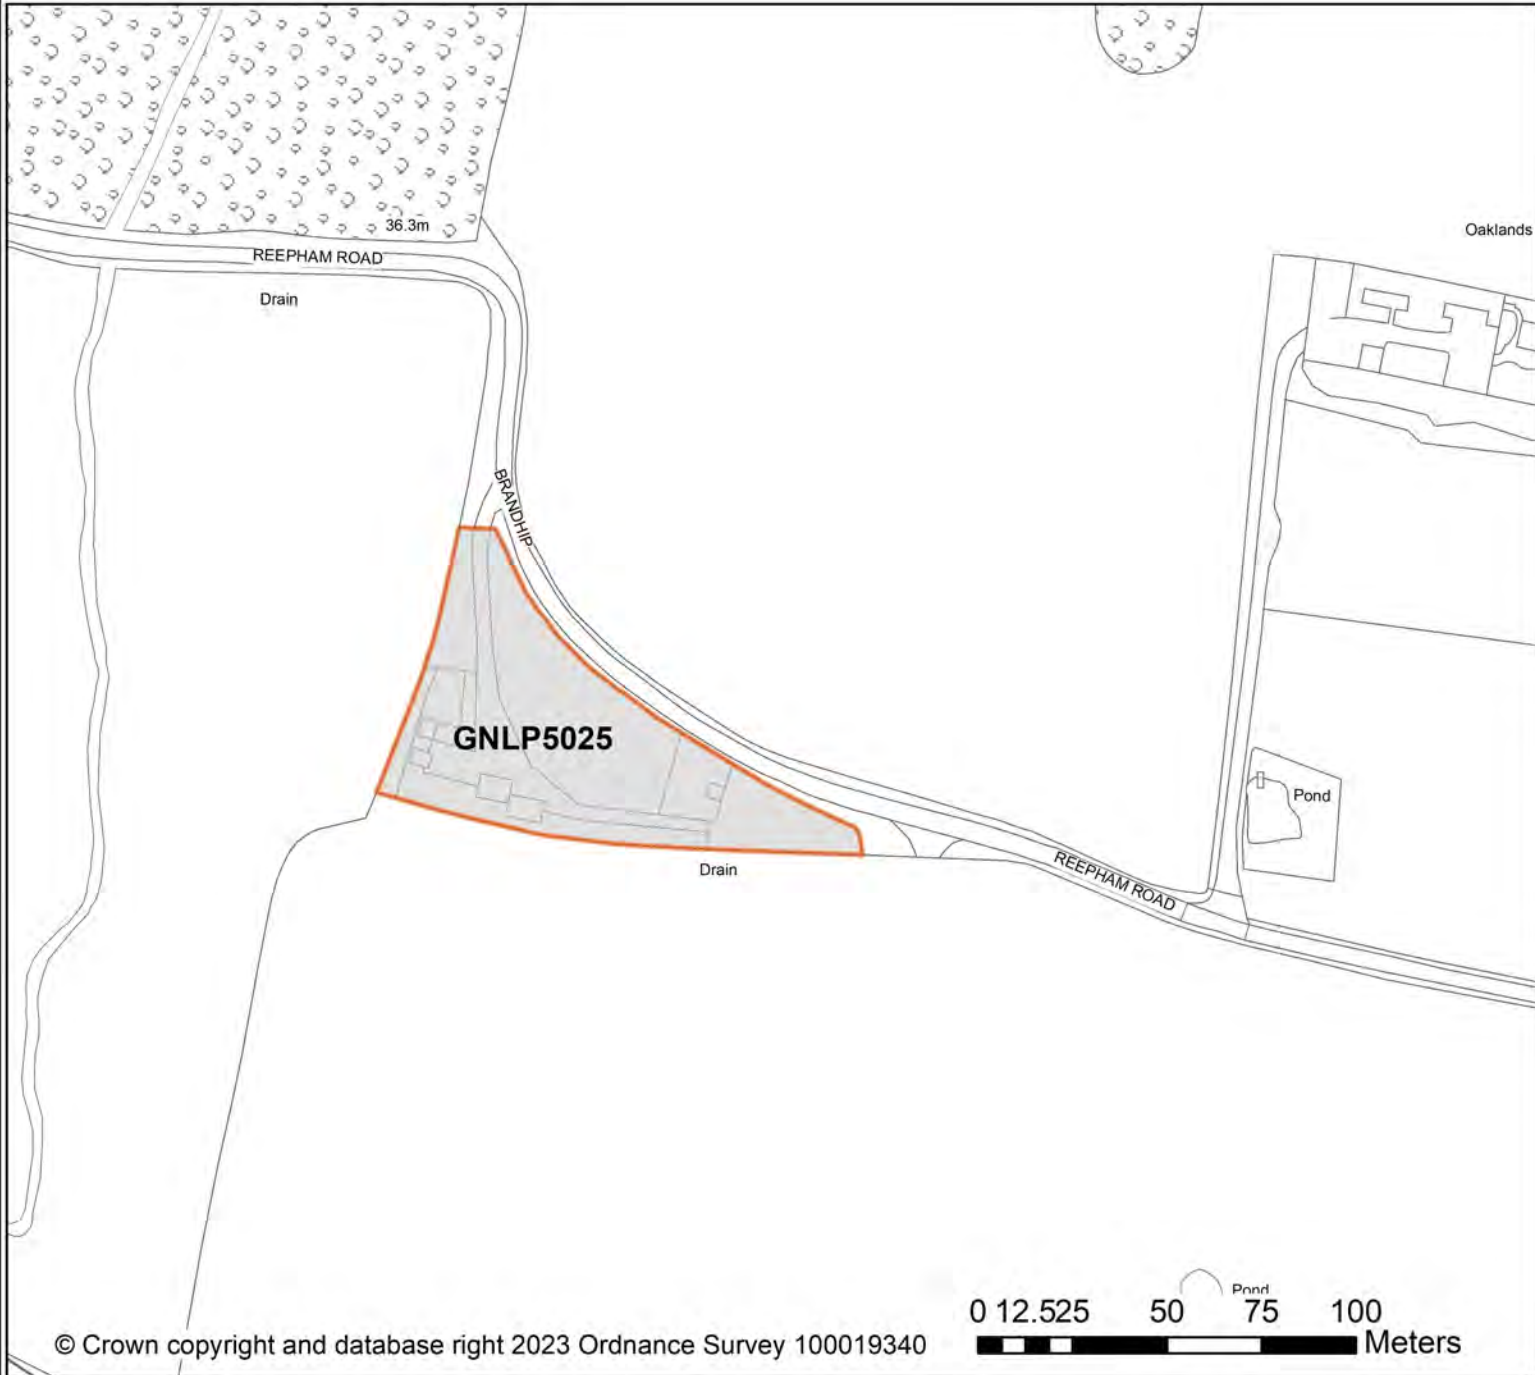 36.3m
Oaklands
REEPHAM ROAD
Drain
BRANDHIP
GNLP5025
Pond
Drain
REEPHAM ROAD
Pond
0 12.525 50 75 100
Meters
© Crown copyright and database right 2023 Ordnance Survey 100019340